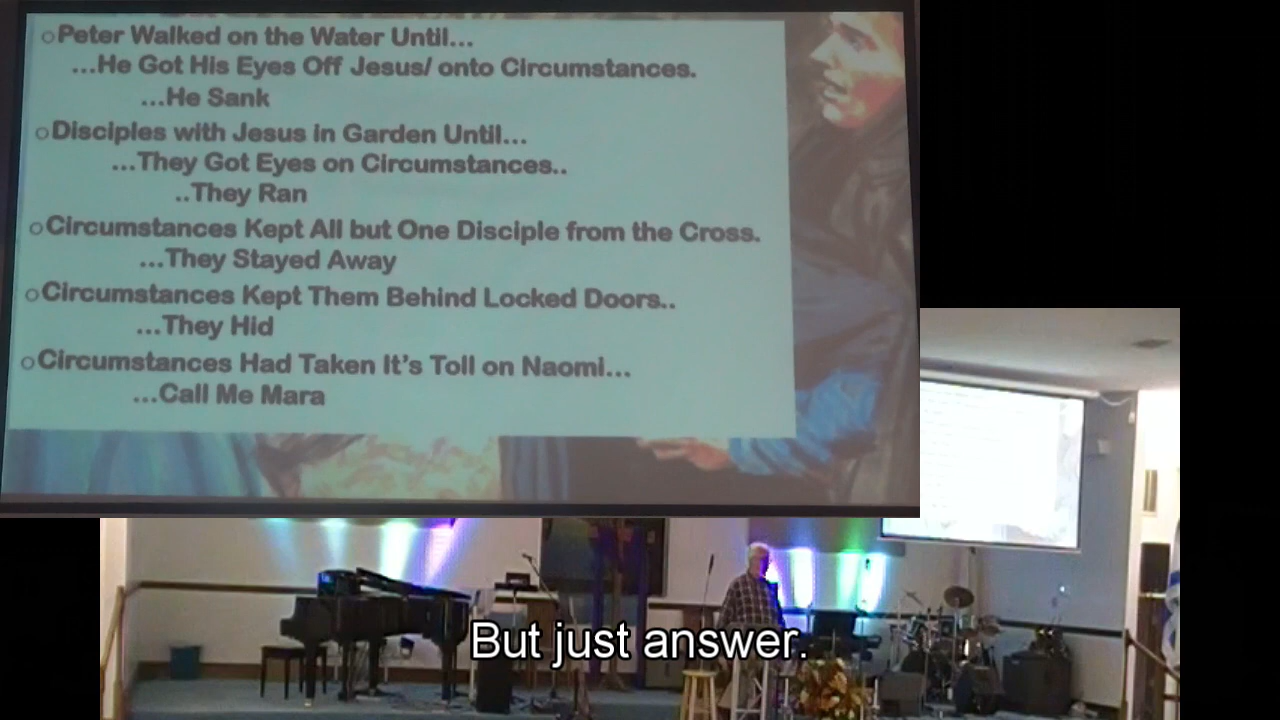 ○Peter Walked on the Water Until...
...He Got His Eyes Off Jesus/ onto Circumstances.
...He Sank
○Disciples with Jesus in Garden Until...
...They Got Eyes on Circumstances..
..They Ran
○Circumstances Kept All but One Disciple from the Cross.
...They Stayed Away
○Circumstances Kept Them Behind Locked Doors..
...They Hid
○Circumstances Had Taken It's Toll on Naomi...
...Call Me Mara
But just answer.